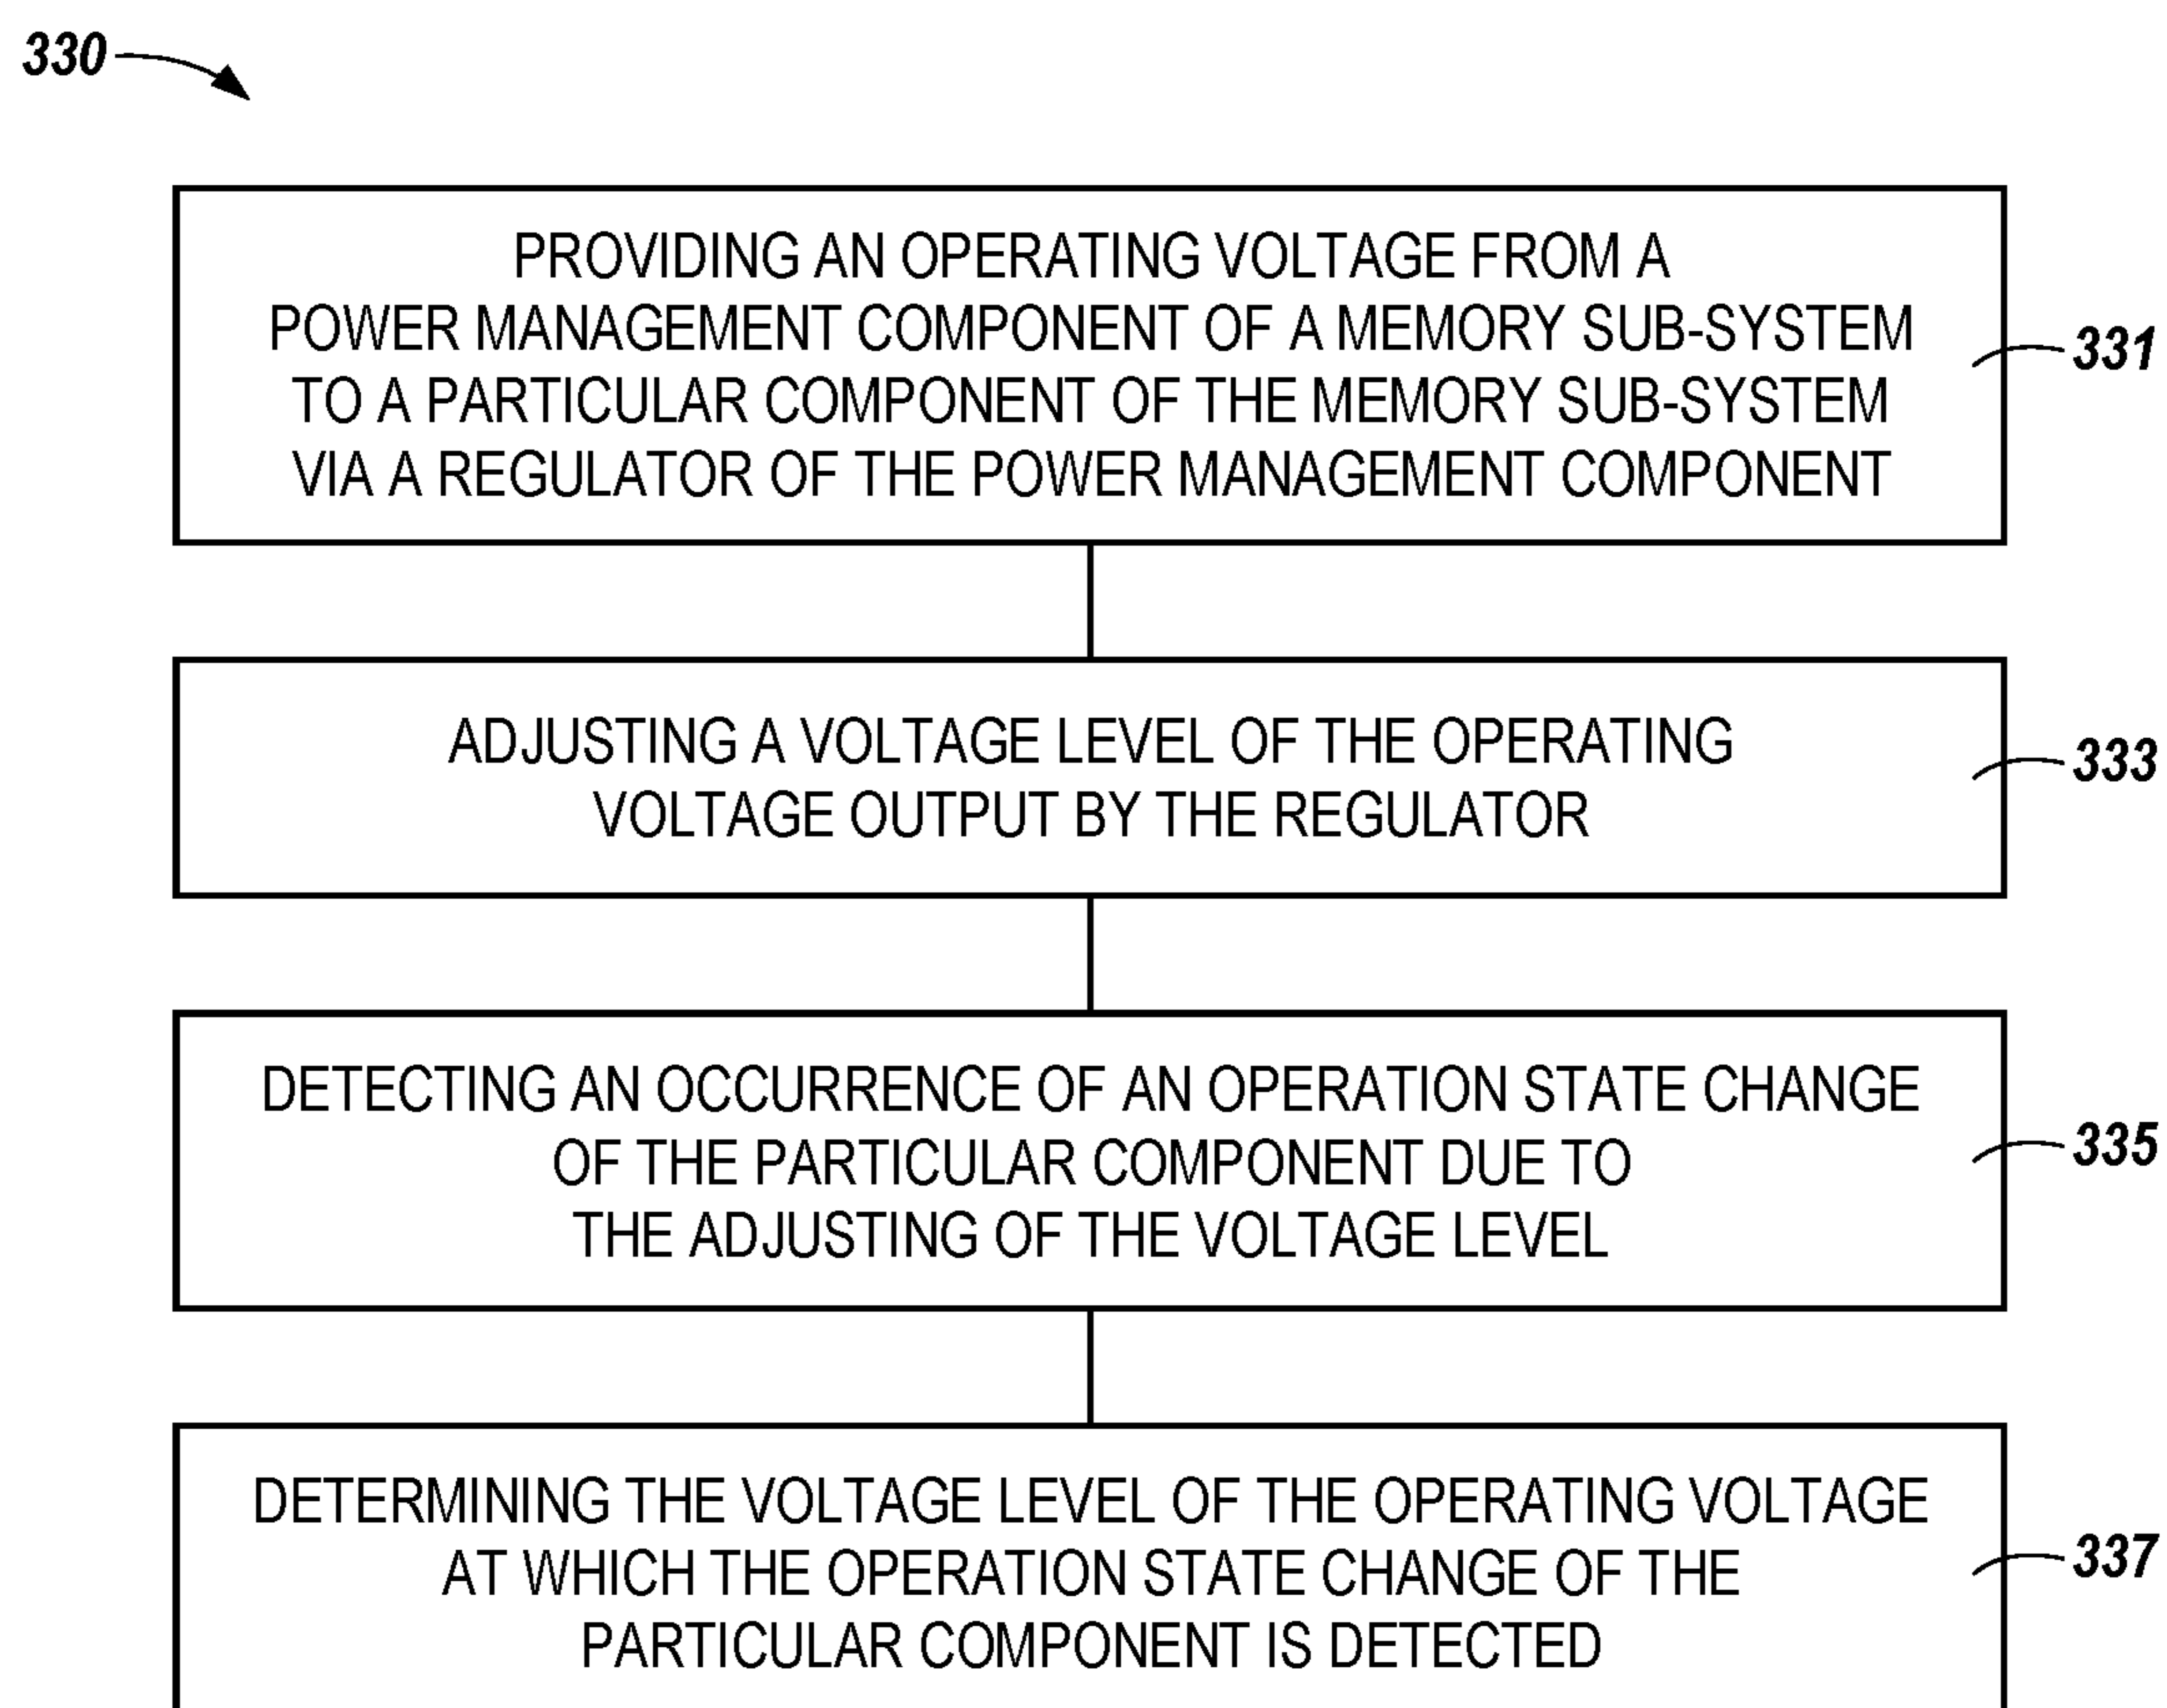 330
PROVIDING AN OPERATING VOLTAGE FROM A
POWER MANAGEMENT COMPONENT OF A MEMORY SUB-SYSTEM
TO A PARTICULAR COMPONENT OF THE MEMORY SUB-SYSTEM
VIA A REGULATOR OF THE POWER MANAGEMENT COMPONENT
331
ADJUSTING A VOLTAGE LEVEL OF THE OPERATING
VOLTAGE OUTPUT BY THE REGULATOR
333
DETECTING AN OCCURRENCE OF AN OPERATION STATE CHANGE
OF THE PARTICULAR COMPONENT DUE TO
THE ADJUSTING OF THE VOLTAGE LEVEL
335
DETERMINING THE VOLTAGE LEVEL OF THE OPERATING VOLTAGE
AT WHICH THE OPERATION STATE CHANGE OF THE
PARTICULAR COMPONENT IS DETECTED
337